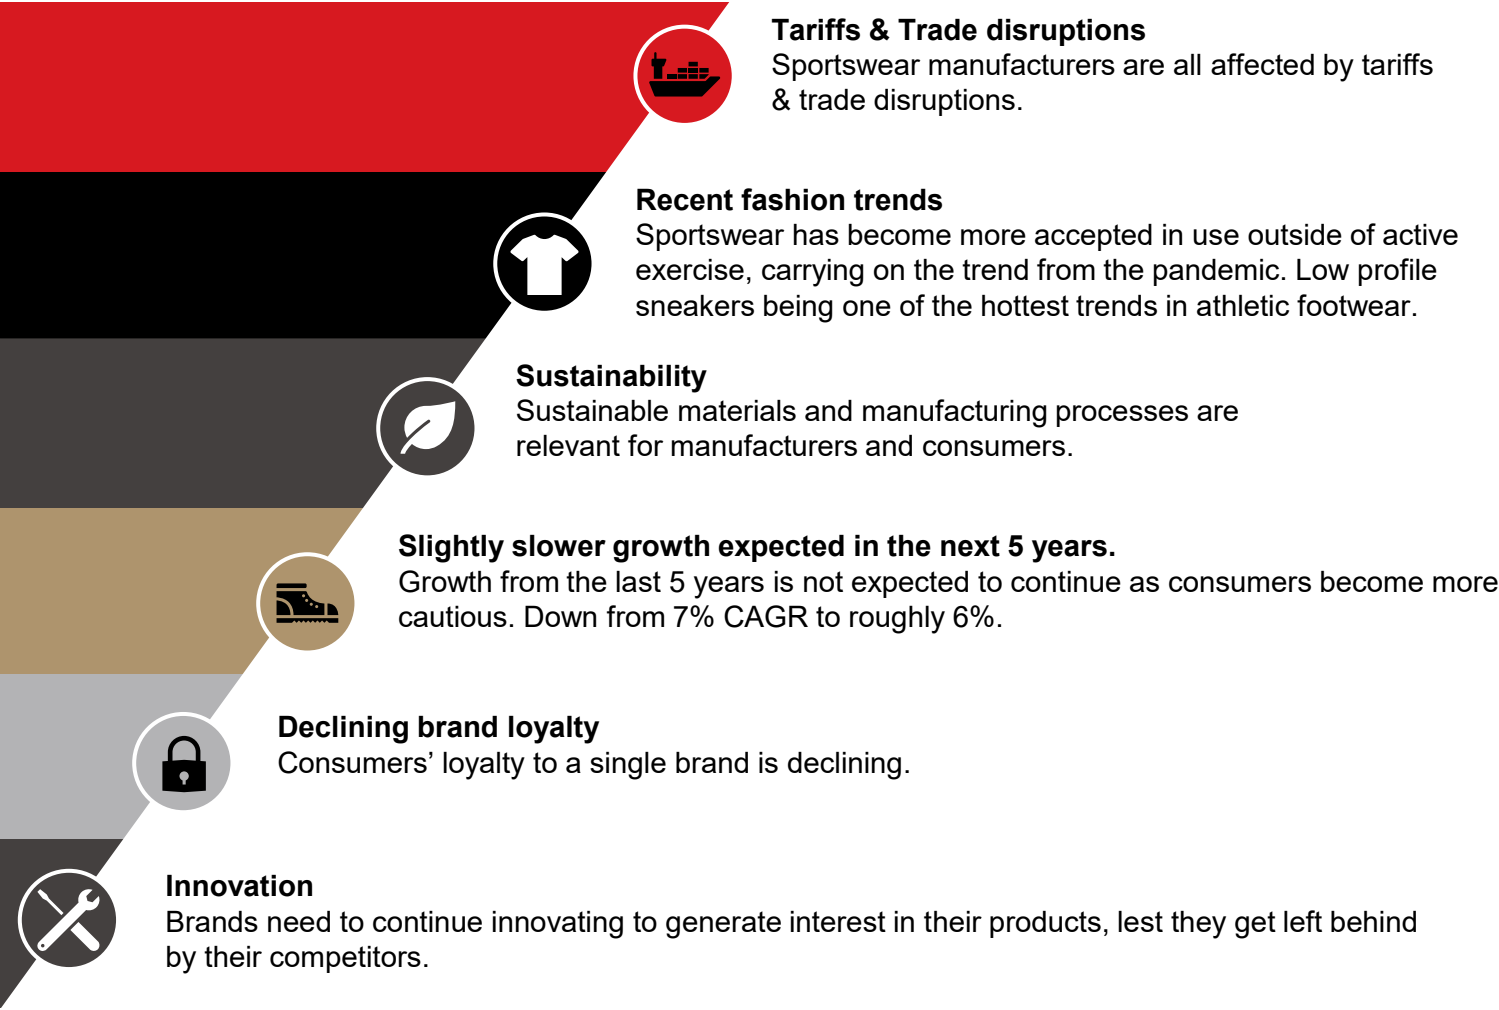 Tariffs & Trade disruptions
Sportswear manufacturers are all affected by tariffs
& trade disruptions.
Recent fashion trends
Sportswear has become more accepted in use outside of active
exercise, carrying on the trend from the pandemic. Low profile
sneakers being one of the hottest trends in athletic footwear.
Sustainability
Sustainable materials and manufacturing processes are
relevant for manufacturers and consumers.
Slightly slower growth expected in the next 5 years.
Growth from the last 5 years is not expected to continue as consumers become more
cautious. Down from 7% CAGR to roughly 6%.
Declining brand loyalty
Consumers’ loyalty to a single brand is declining.
Innovation
Brands need to continue innovating to generate interest in their products, lest they get left behind
by their competitors.